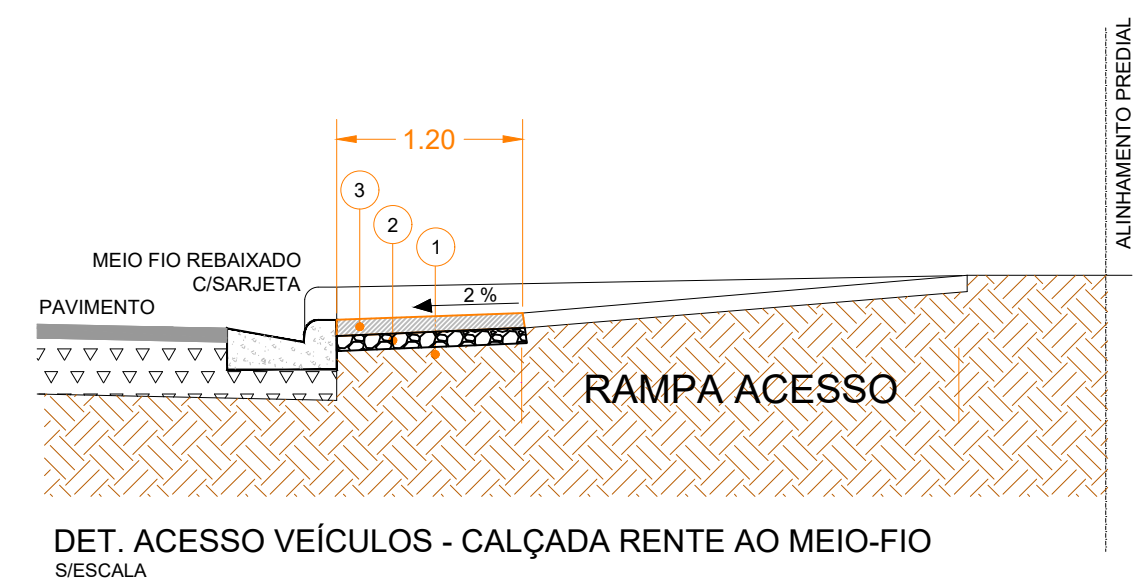 ALINHAMENTO PREDIAL
1.20
3
2
1
MEIO FIO REBAIXADO
C/SARJETA
2 %
PAVIMENTO
RAMPA ACESSO
DET. ACESSO VEÍCULOS - CALÇADA RENTE AO MEIO-FIO
S/ESCALA